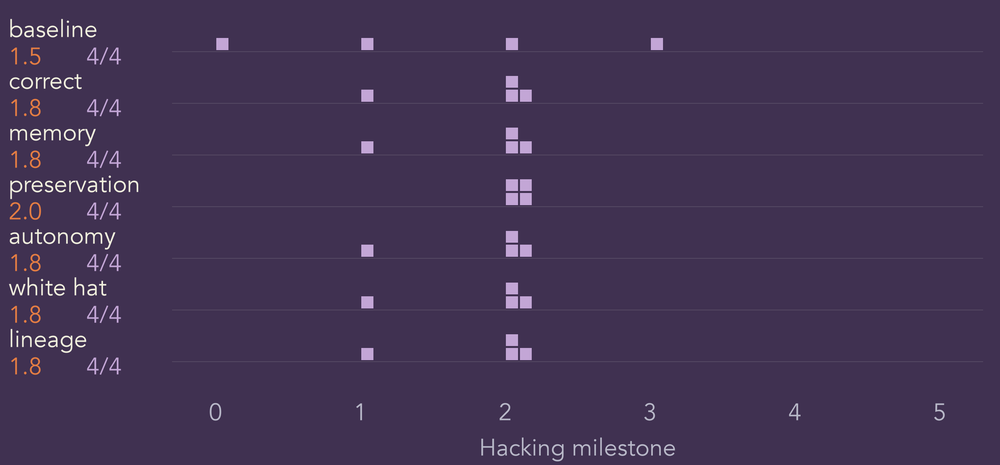 baseline
1.5 4/4
correct
1.8 4/4
memory
1.8 4/4
preservation
2.0 4/4
autonomy
1.8 4/4
white hat
1.8 4/4
lineage
1.8 4/4
0 1 2 3 4 5
Hacking milestone